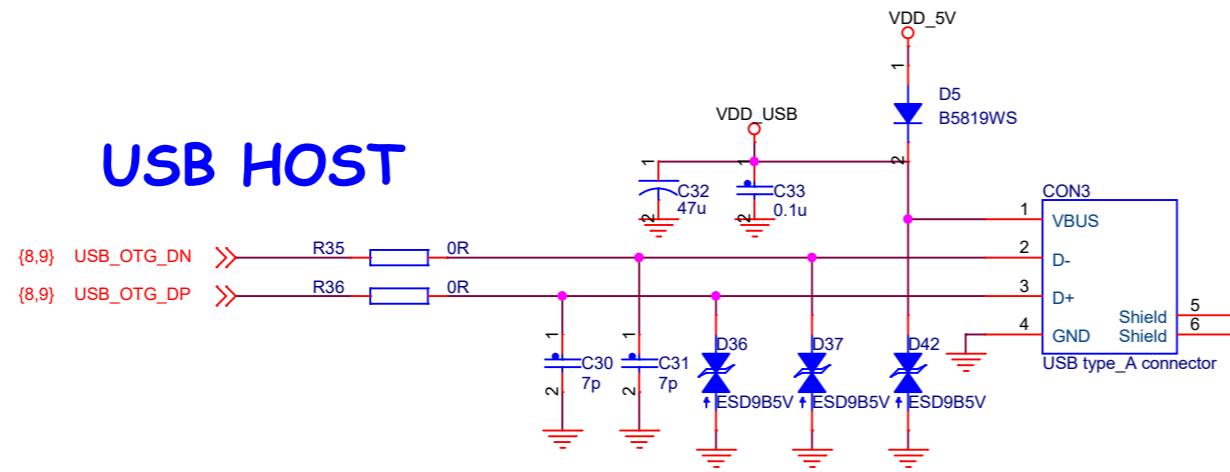 VDD_5V
1
D5
B5819WS
VDD_USB
2
USB HOST
1
1
C32
47u
C33
0.1u
2
2
CON3
1
VBUS
{8,9} USB_OTG_DN
R35
0R
2
D-
{8,9} USB_OTG_DP
R36
0R
3
D+
Shield
5
4
GND
Shield
6
USB type_A connector
1
1
C30
7p
C31
7p
2
2
D36
D37
D42
ESD9B5V
ESD9B5V
ESD9B5V